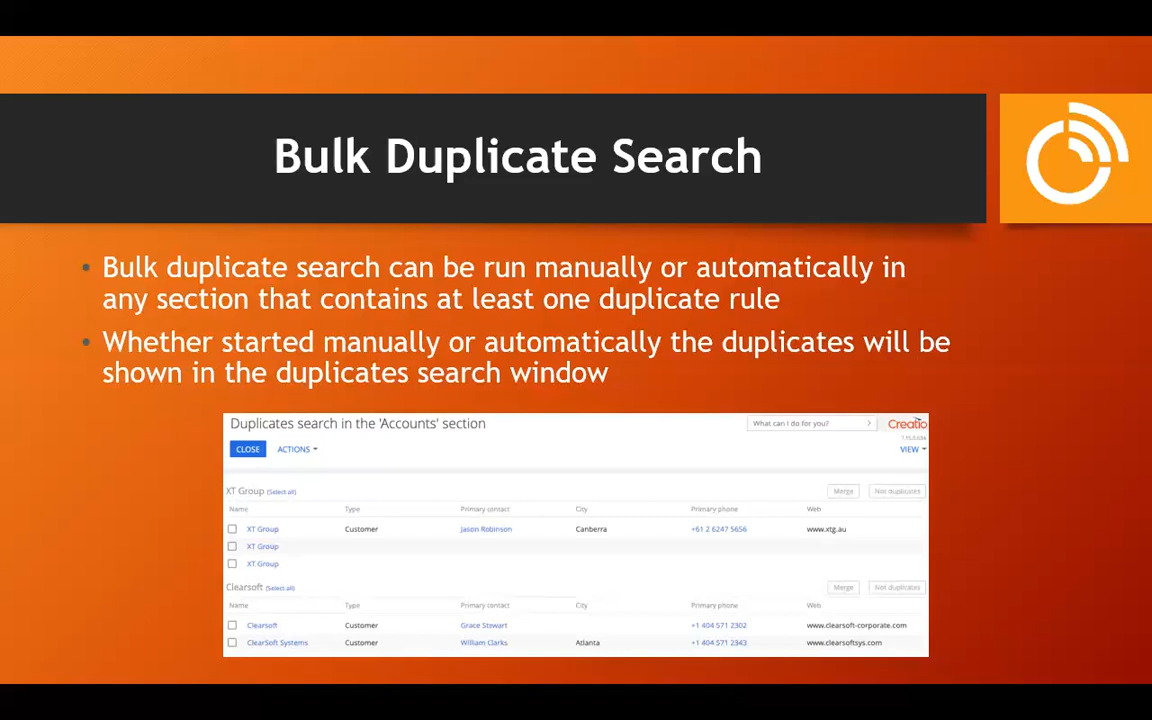 Bulk Duplicate Search
• Bulk duplicate search can be run manually or automatically in
any section that contains at least one duplicate rule
• Whether started manually or automatically the duplicates will be
shown in the duplicates search window
Duplicates search in the 'Accounts' section
What can I do for you?
Creatio
CLOSE
ACTIONS
VIEW
XT Group (Select all)
Merge
Not duplicates
Name Type Primary contact City Primary phone Web
XT Group Customer Jason Robinson Canberra +61 2 6247 5656 www.xtg.au
XT Group
XT Group
Clearsoft (Select all)
Merge
Not duplicates
Name Type Primary contact City Primary phone Web
Clearsoft Customer Grace Stewart +1 404 571 2302 www.clearsoft-corporate.com
ClearSoft Systems Customer William Clarks Atlanta +1 404 571 2343 www.clearsoftsys.com